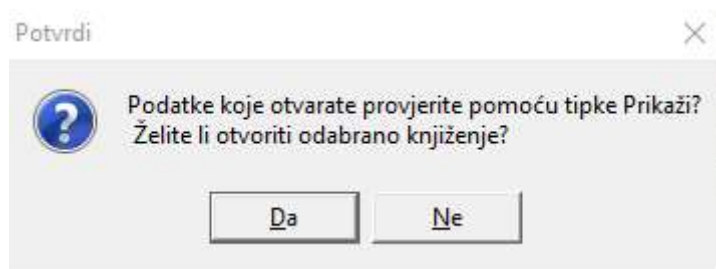 Potvrdi
Podatke koje otvarate provjerite pomoću tipke Prikaži?
Želite li otvoriti odabrano knjiženje?
Da
Ne